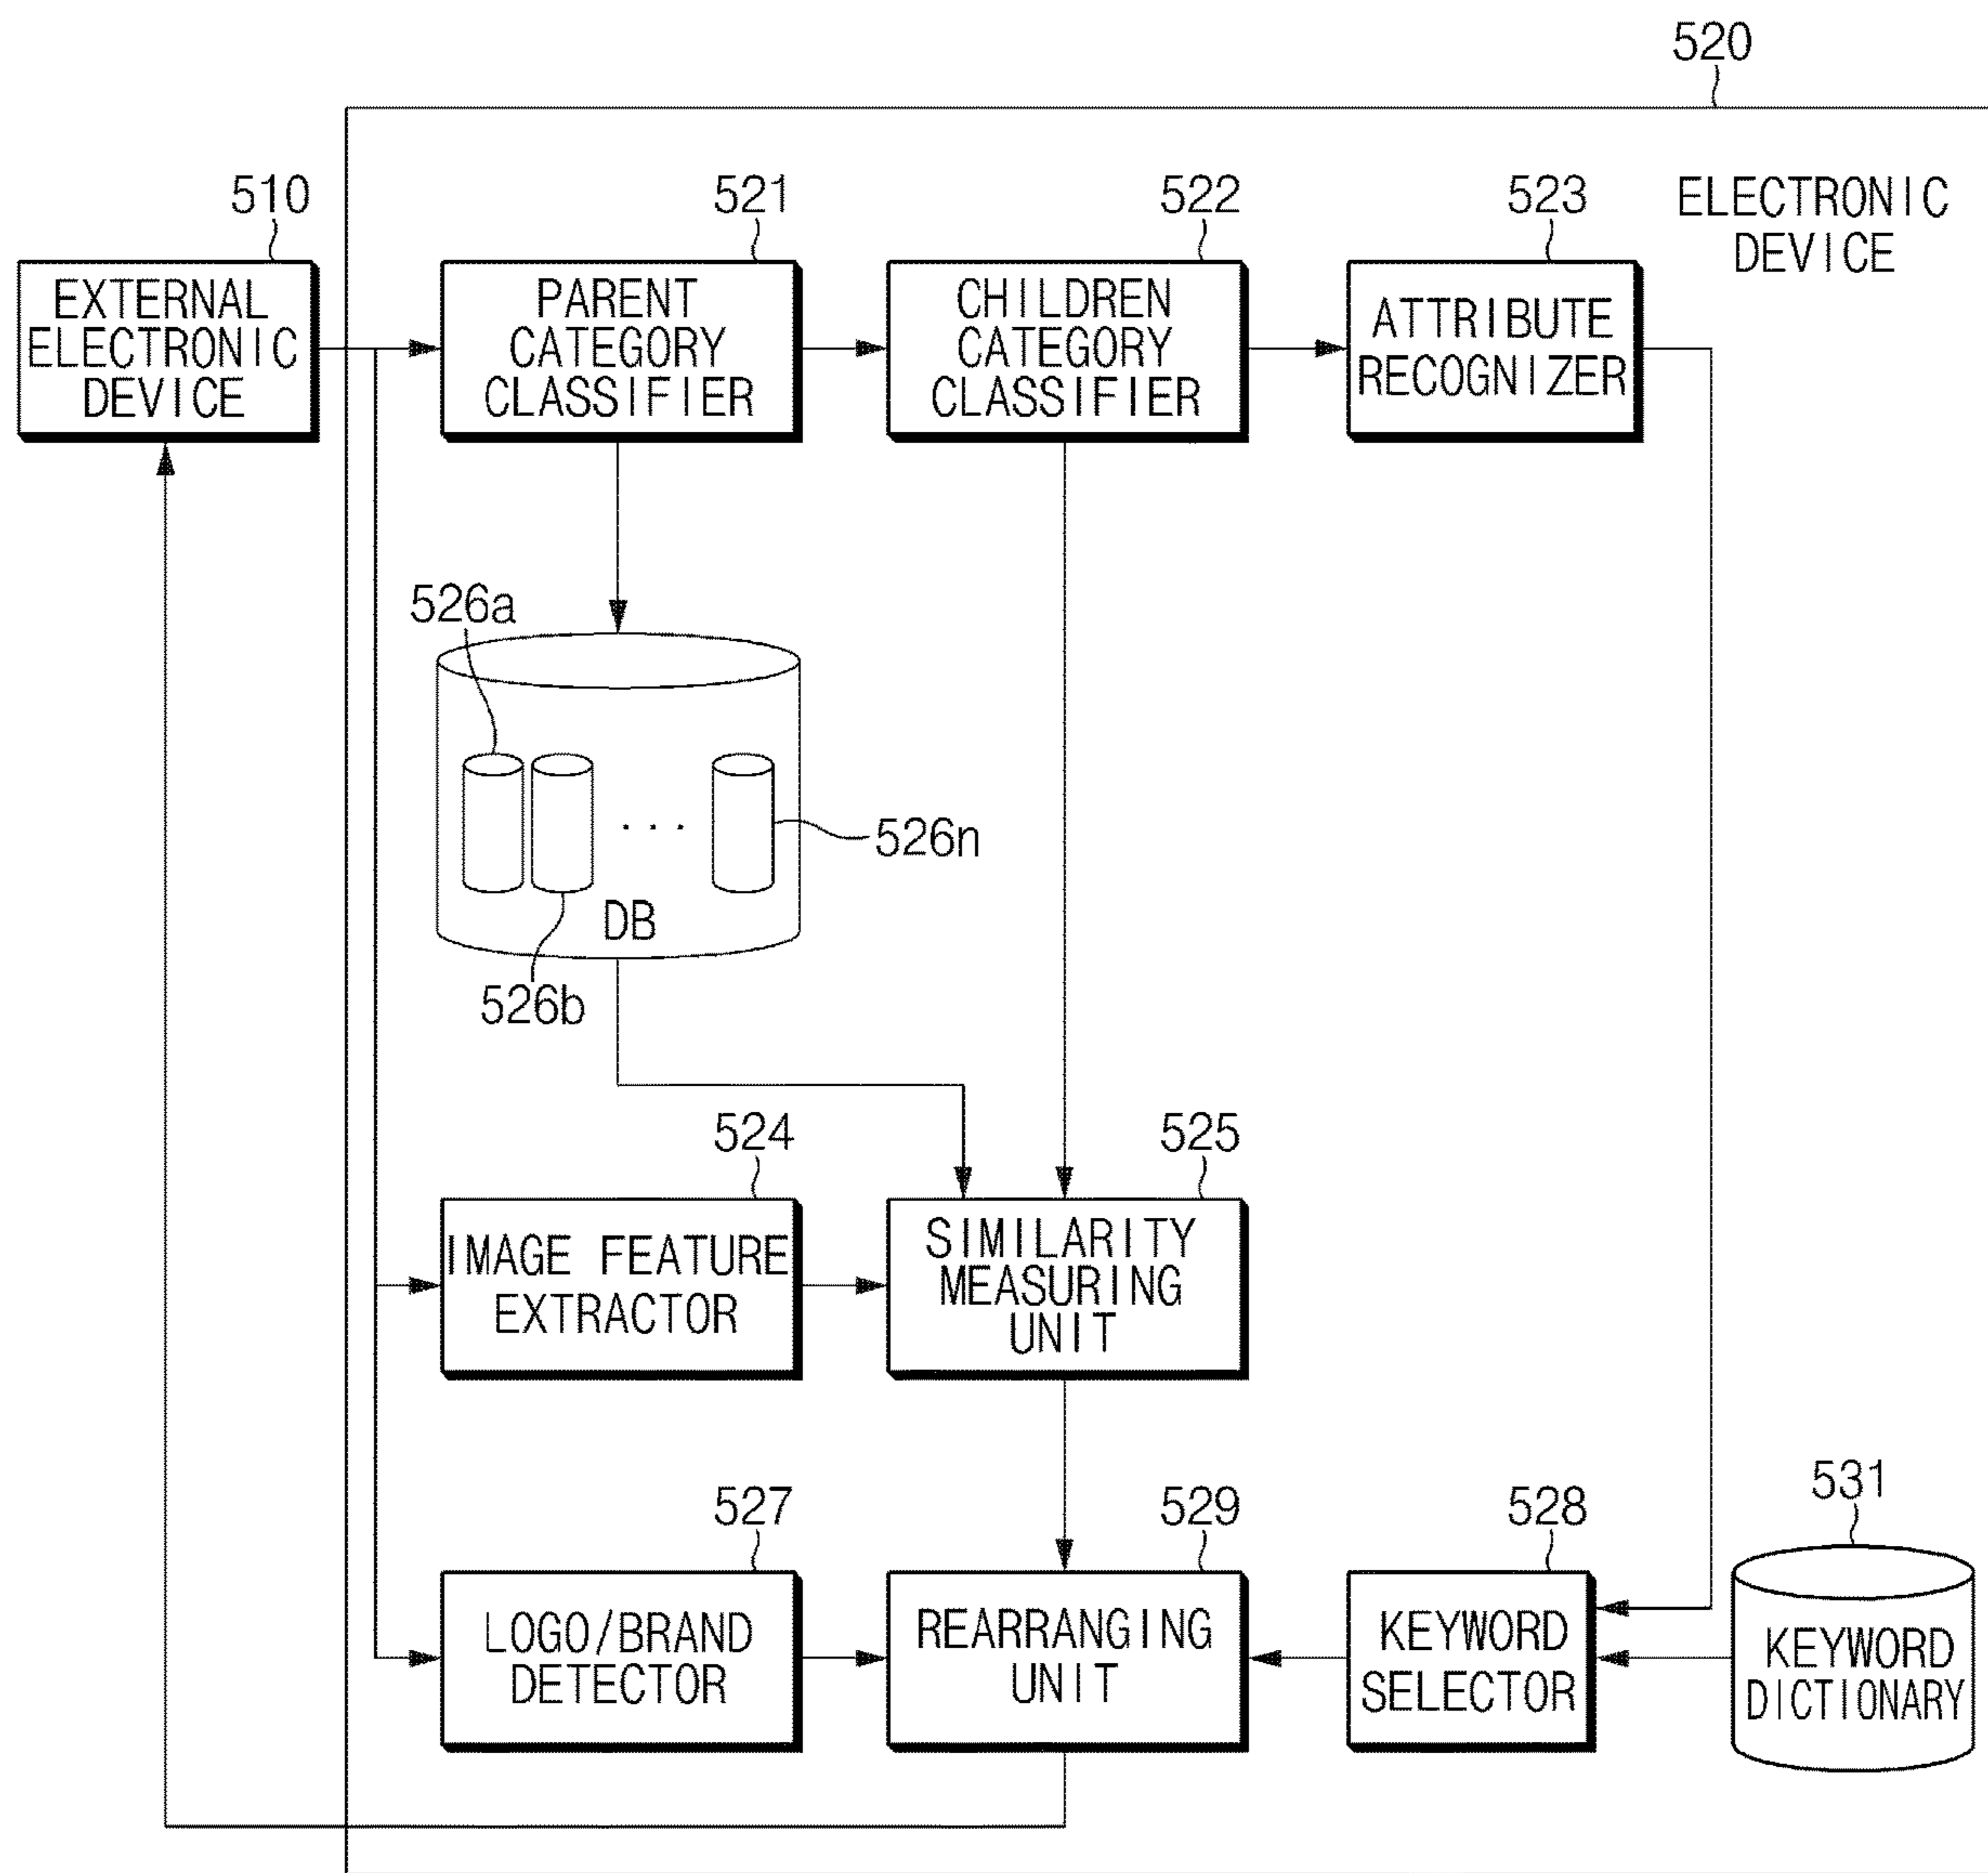 520
ELECTRONIC
DEVICE
510
521
522
523
EXTERNAL
ELECTRONIC
DEVICE
PARENT
CATEGORY
CLASSIFIER
CHILDREN
CATEGORY
CLASSIFIER
ATTRIBUTE
RECOGNIZER
526a
526n
DB
526b
524
525
IMAGE FEATURE
EXTRACTOR
SIMILARITY
MEASURING
UNIT
527
529
528
531
LOGO/BRAND
DETECTOR
REARRANGING
UNIT
KEYWORD
SELECTOR
KEYWORD
DICTIONARY